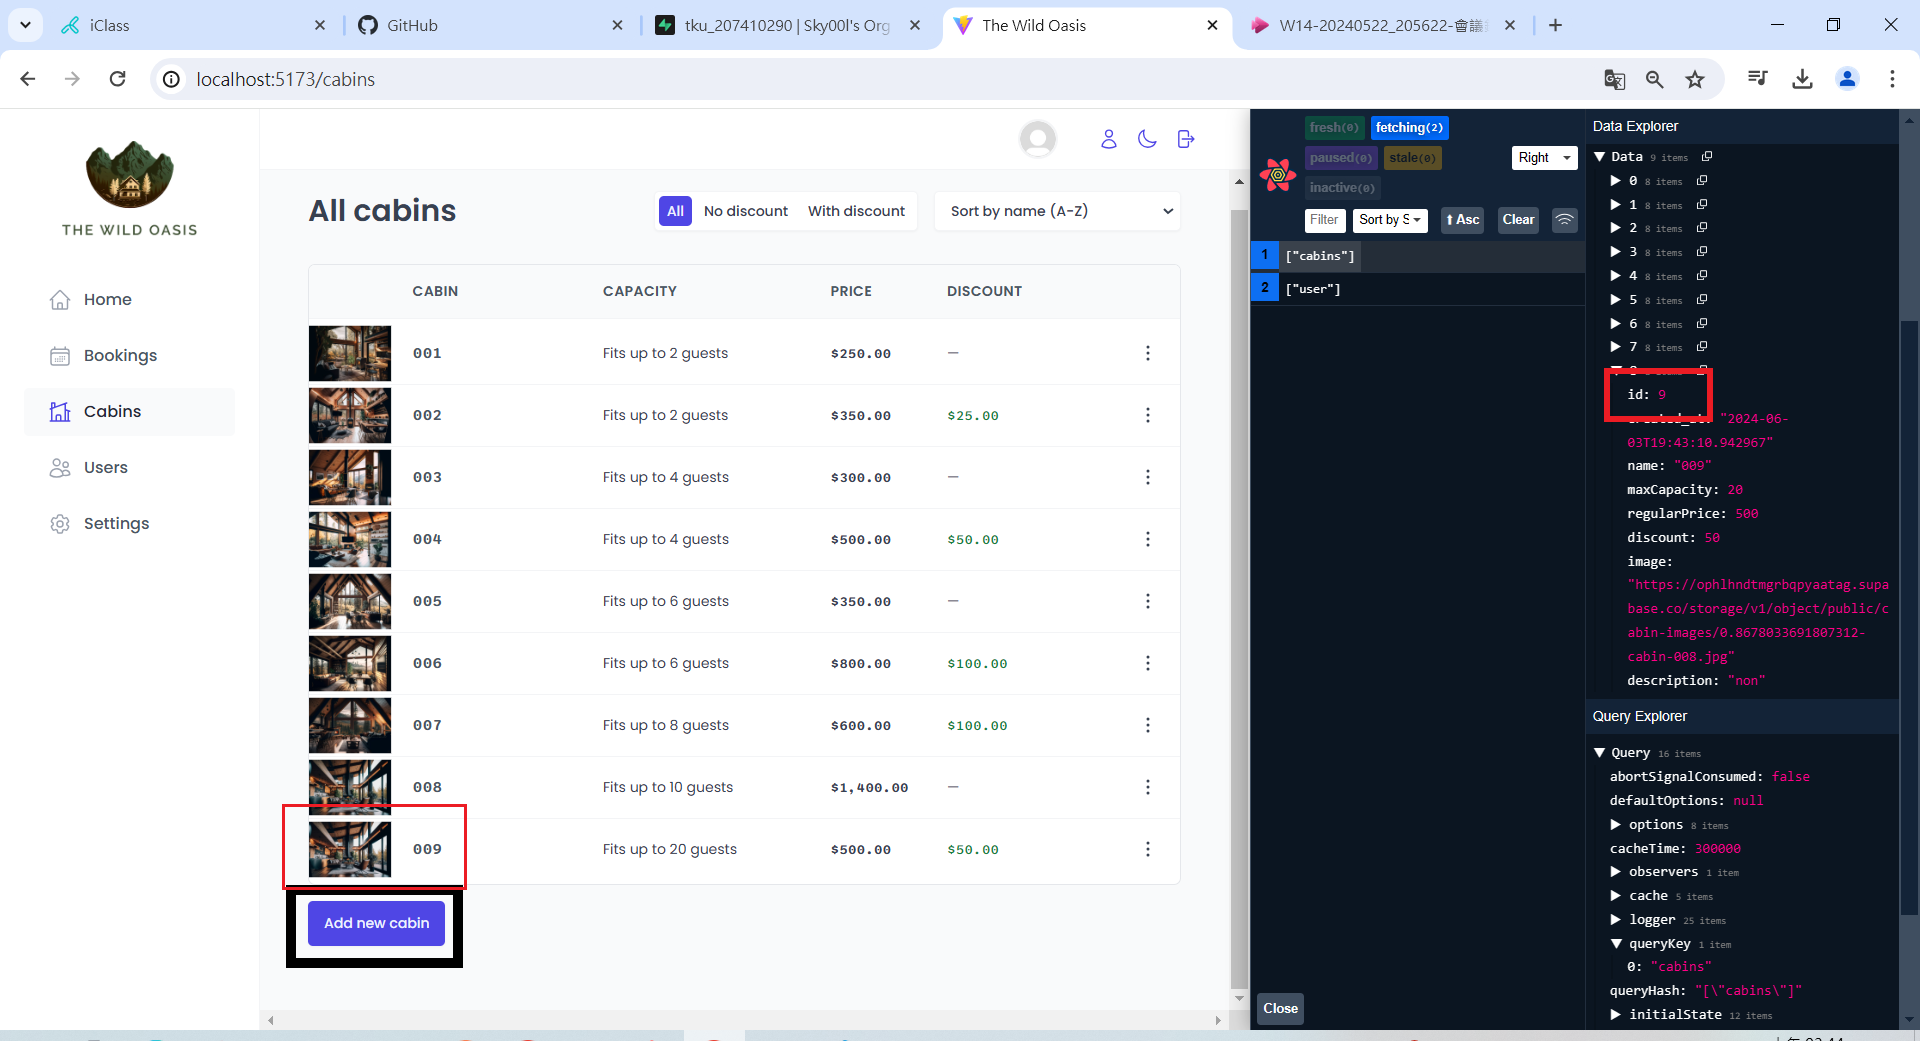 iClass
GitHub
tku_207410290 | Sky00l's Org
The Wild Oasis
W14-20240522_205622-會議
localhost:5173/cabins
THE WILD OASIS
Home
Bookings
Cabins
Users
Settings
All cabins
All
No discount
With discount
Sort by name (A-Z)
CABIN CAPACITY PRICE DISCOUNT
001 Fits up to 2 guests $250.00 —
002 Fits up to 2 guests $350.00 $25.00
003 Fits up to 4 guests $300.00 —
004 Fits up to 4 guests $500.00 $50.00
005 Fits up to 6 guests $350.00 —
006 Fits up to 6 guests $800.00 $100.00
007 Fits up to 8 guests $600.00 $100.00
008 Fits up to 10 guests $1,400.00 —
009 Fits up to 20 guests $500.00 $50.00
Add new cabin
fresh(0) fetching(2)
paused(0) stale(0)
inactive(0)
Right
Filter Sort by S ⬆ Asc Clear
1 ["cabins"]
2 ["user"]
Close
Data Explorer
Data 9 items
0 8 items
1 8 items
2 8 items
3 8 items
4 8 items
5 8 items
6 8 items
7 8 items
id: 9
"2024-06-
03T19:43:10.942967"
name: "009"
maxCapacity: 20
regularPrice: 500
discount: 50
image:
"https://ophlhndtmgrbqpyaatag.supa
base.co/storage/v1/object/public/c
abin-images/0.8678033691807312-
cabin-008.jpg"
description: "non"
Query Explorer
Query 16 items
abortSignalConsumed: false
defaultOptions: null
options 8 items
cacheTime: 300000
observers 1 item
cache 5 items
logger 25 items
queryKey 1 item
0: "cabins"
queryHash: "[\"cabins\"]"
initialState 12 items